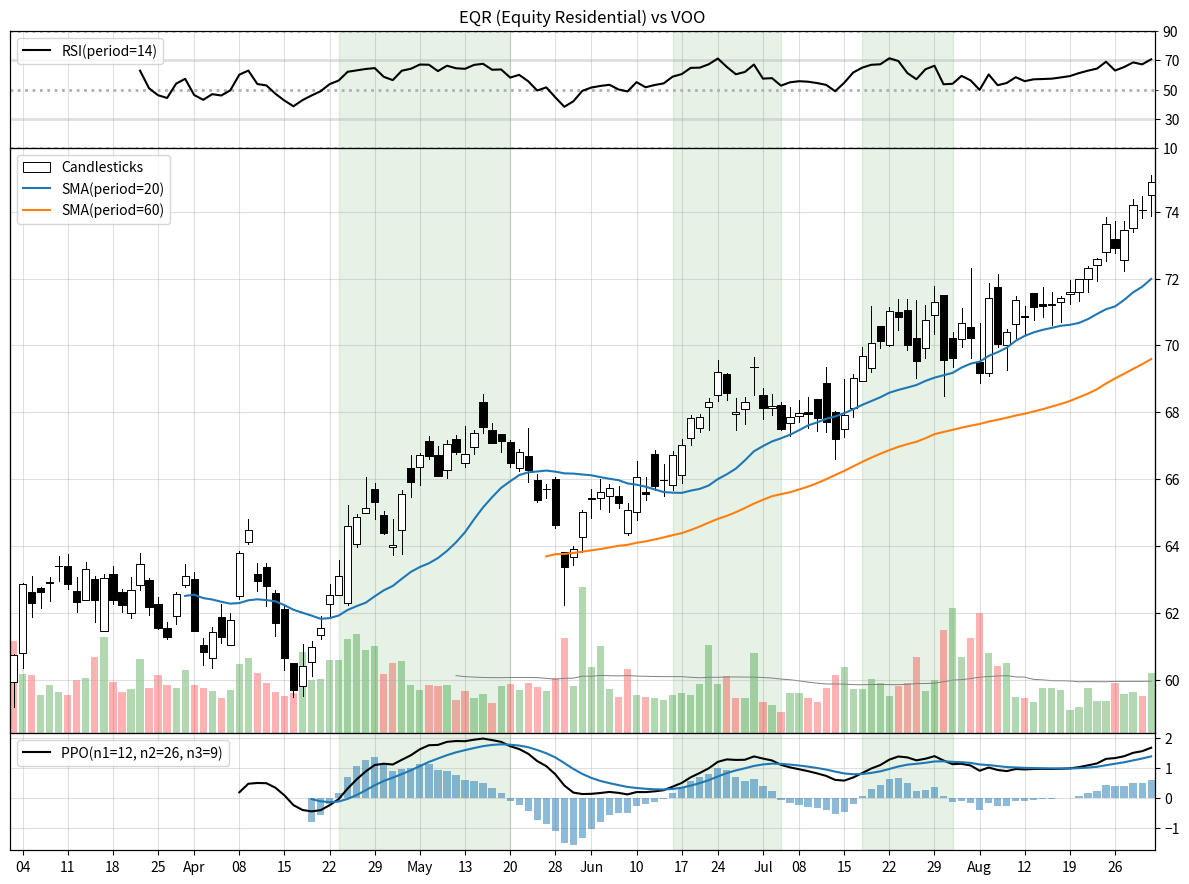 EQR (Equity Residential) vs VOO
RSI(period=14)
90
70
50
30
10
Candlesticks
SMA(period=20)
SMA(period=60)
74
72
70
68
66
64
62
60
PPO(n1=12, n2=26, n3=9)
2
1
0
−1
04 11 18 25 Apr 08 15 22 29 May 13 20 28 Jun 10 17 24 Jul 08 15 22 29 Aug 12 19 26